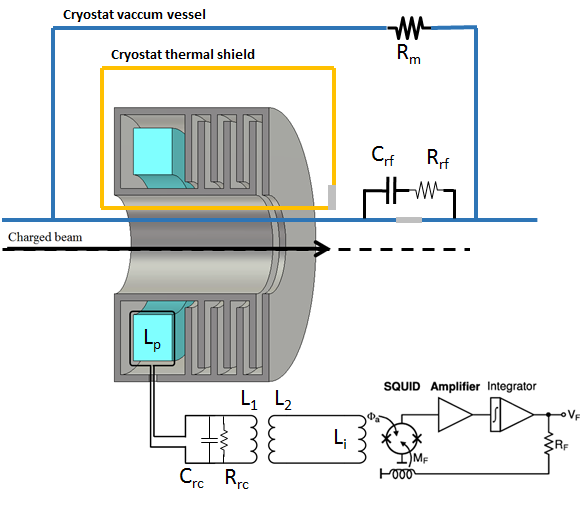 Cryostat vaccum vessel
Rm
Cryostat thermal shield
Crf Rrf
Charged beam
Lp
L1 L2
SQUID Amplifier Integrator
Φa
VF
Li
RF
MF
Crc Rrc